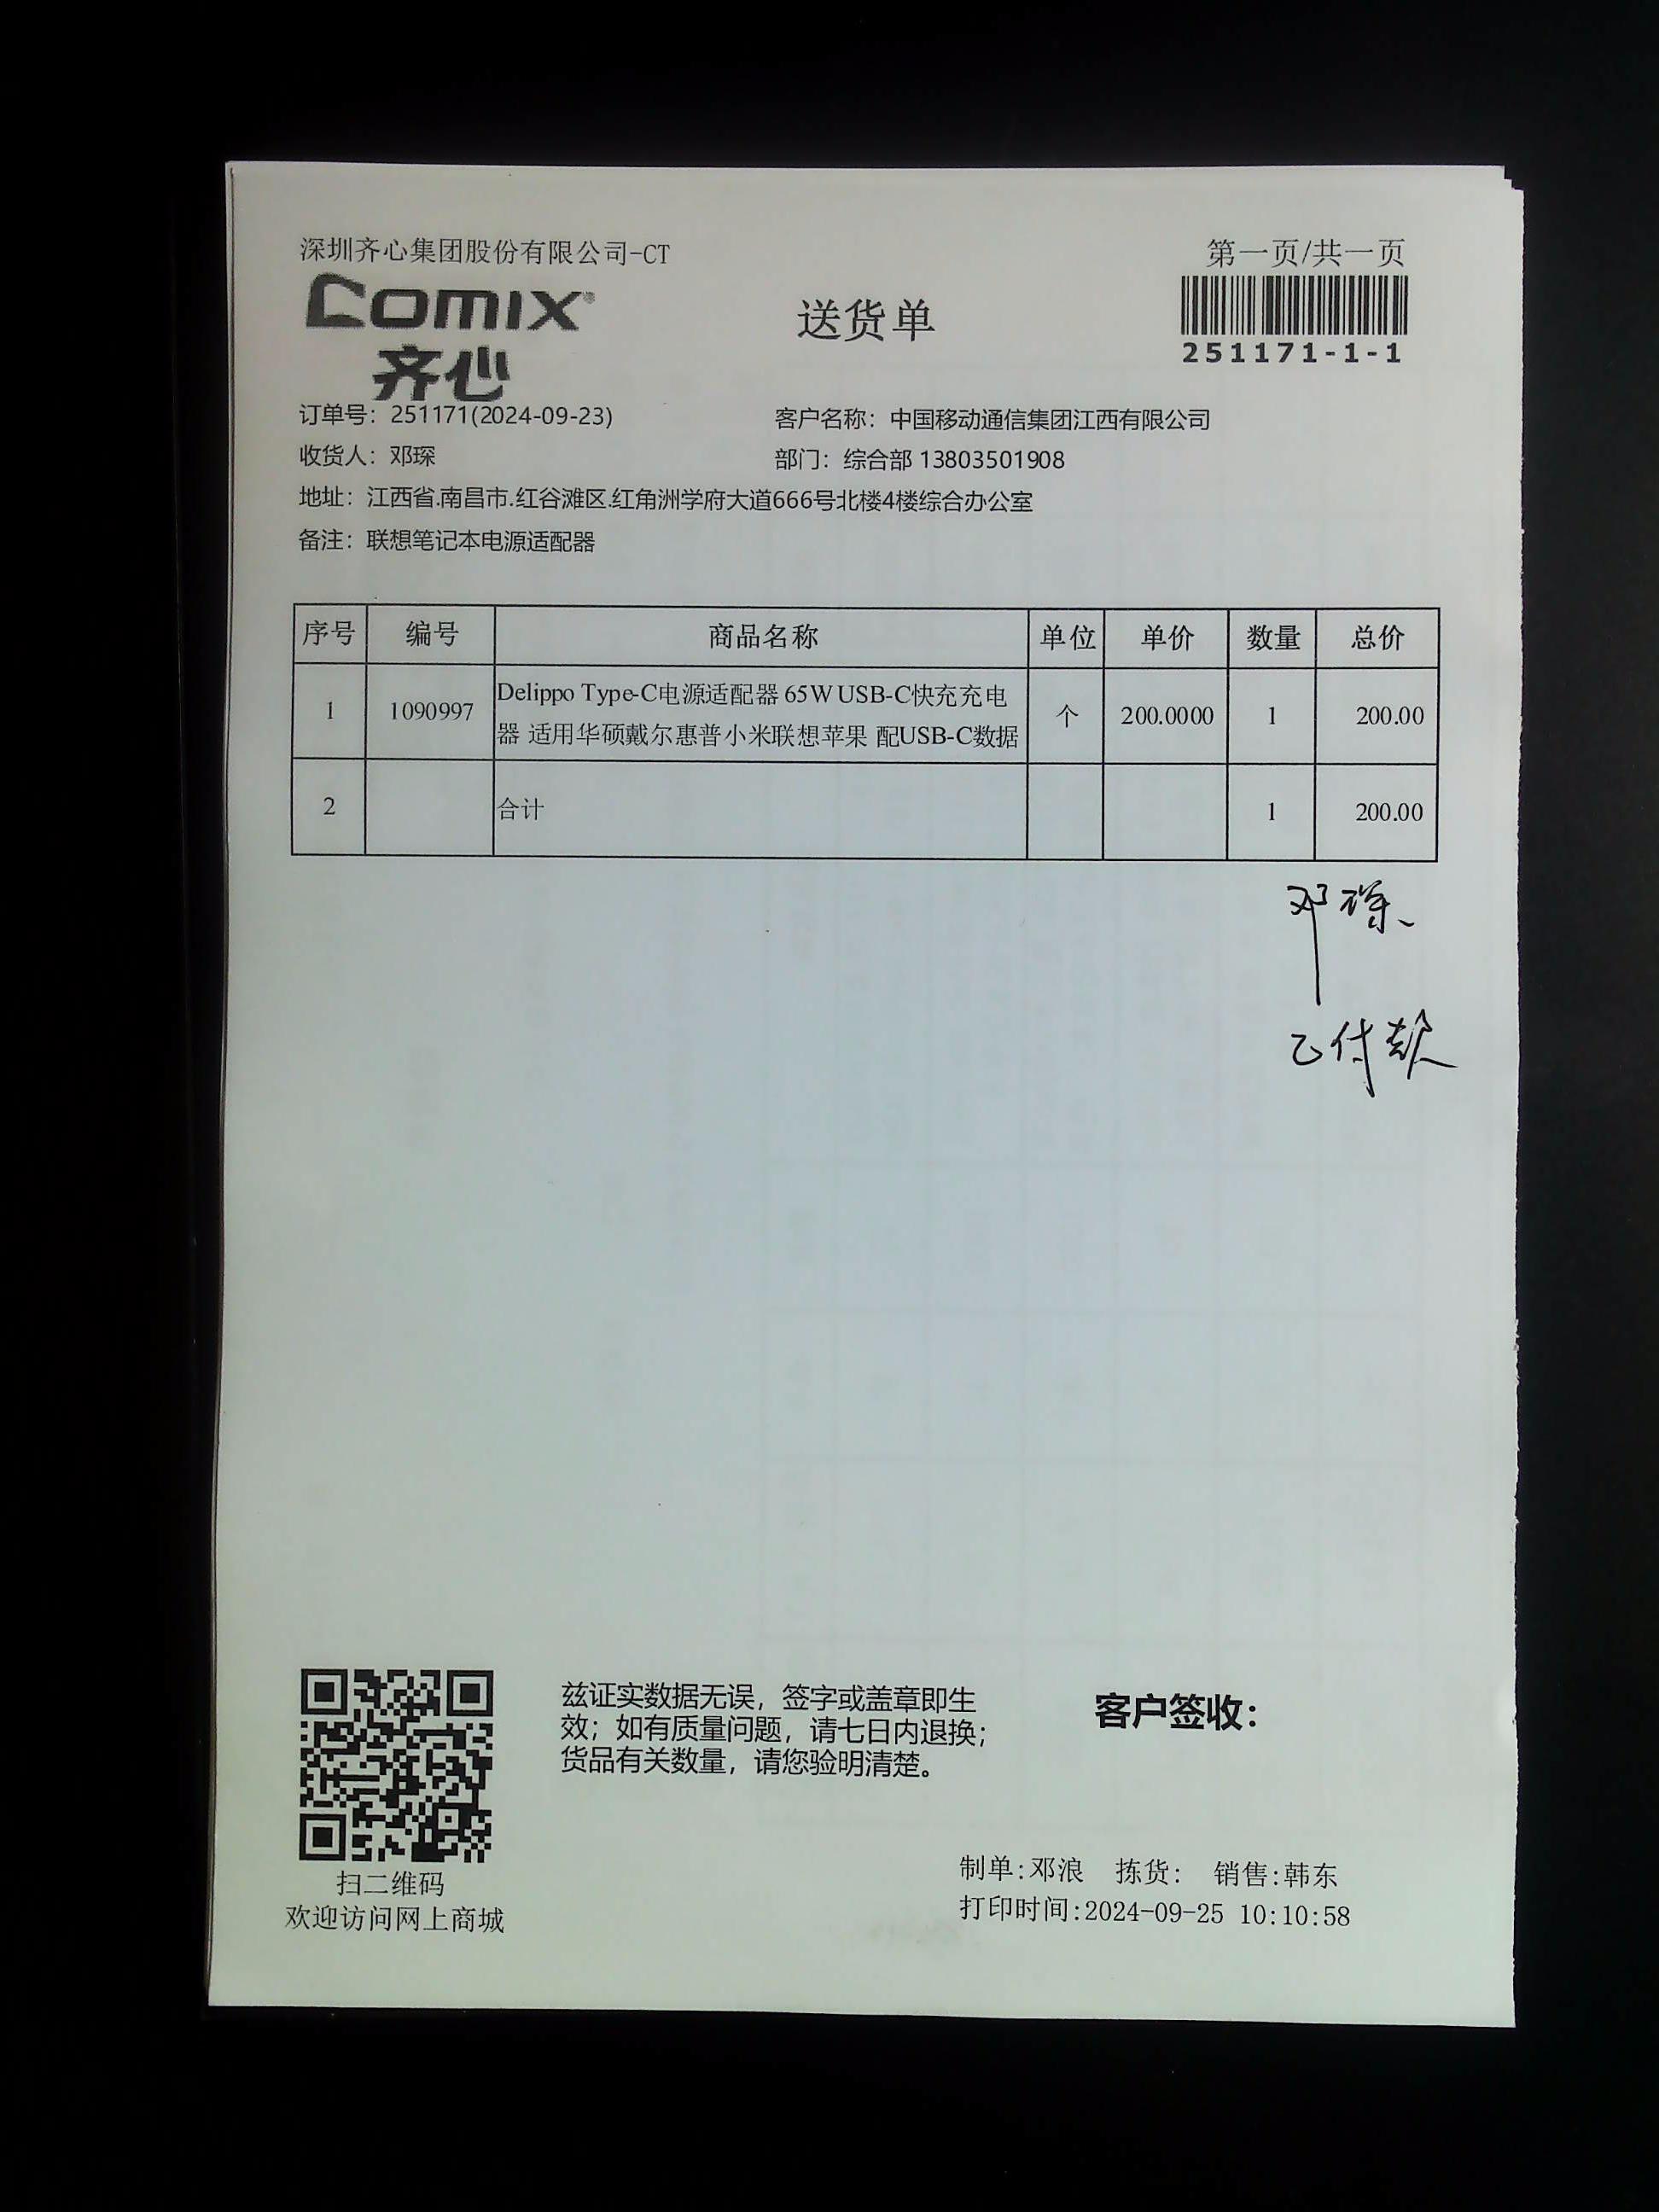 深圳齐心集团股份有限公司-CT
第一页/共一页
comix®
齐心
送货单
251171-1-1
订单号：251171(2024-09-23)
客户名称：中国移动通信集团江西有限公司
收货人：邓琛
部门：综合部 13803501908
地址：江西省.南昌市.红谷滩区.红角洲学府大道666号北楼4楼综合办公室
备注：联想笔记本电源适配器
序号 编号 商品名称 单位 单价 数量 总价
1 1090997 Delippo Type-C电源适配器 65W USB-C快充充电 个 200.0000 1 200.00
器 适用华硕戴尔惠普小米联想苹果 配USB-C数据
2 合计 1 200.00
邓琛
已付款
兹证实数据无误，签字或盖章即生
效；如有质量问题，请七日内退换；
货品有关数量，请您验明清楚。
客户签收：
扫二维码
欢迎访问网上商城
制单:邓浪 拣货: 销售:韩东
打印时间:2024-09-25 10:10:58